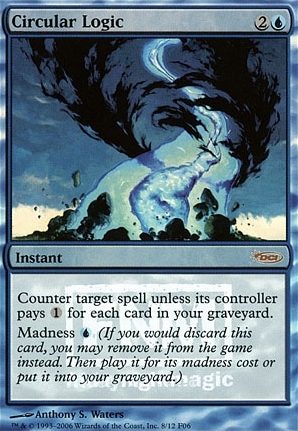 Circular Logic 2
DCI
Instant
Counter target spell unless its controller
pays 1 for each card in your graveyard.
Madness (If you would discard this
card, you may remove it from the game
instead. Then play it for its madness cost or
put it into your graveyard.)
Anthony S. Waters
™ & © 1993-2006 Wizards of the Coast, Inc. 8/12 F06